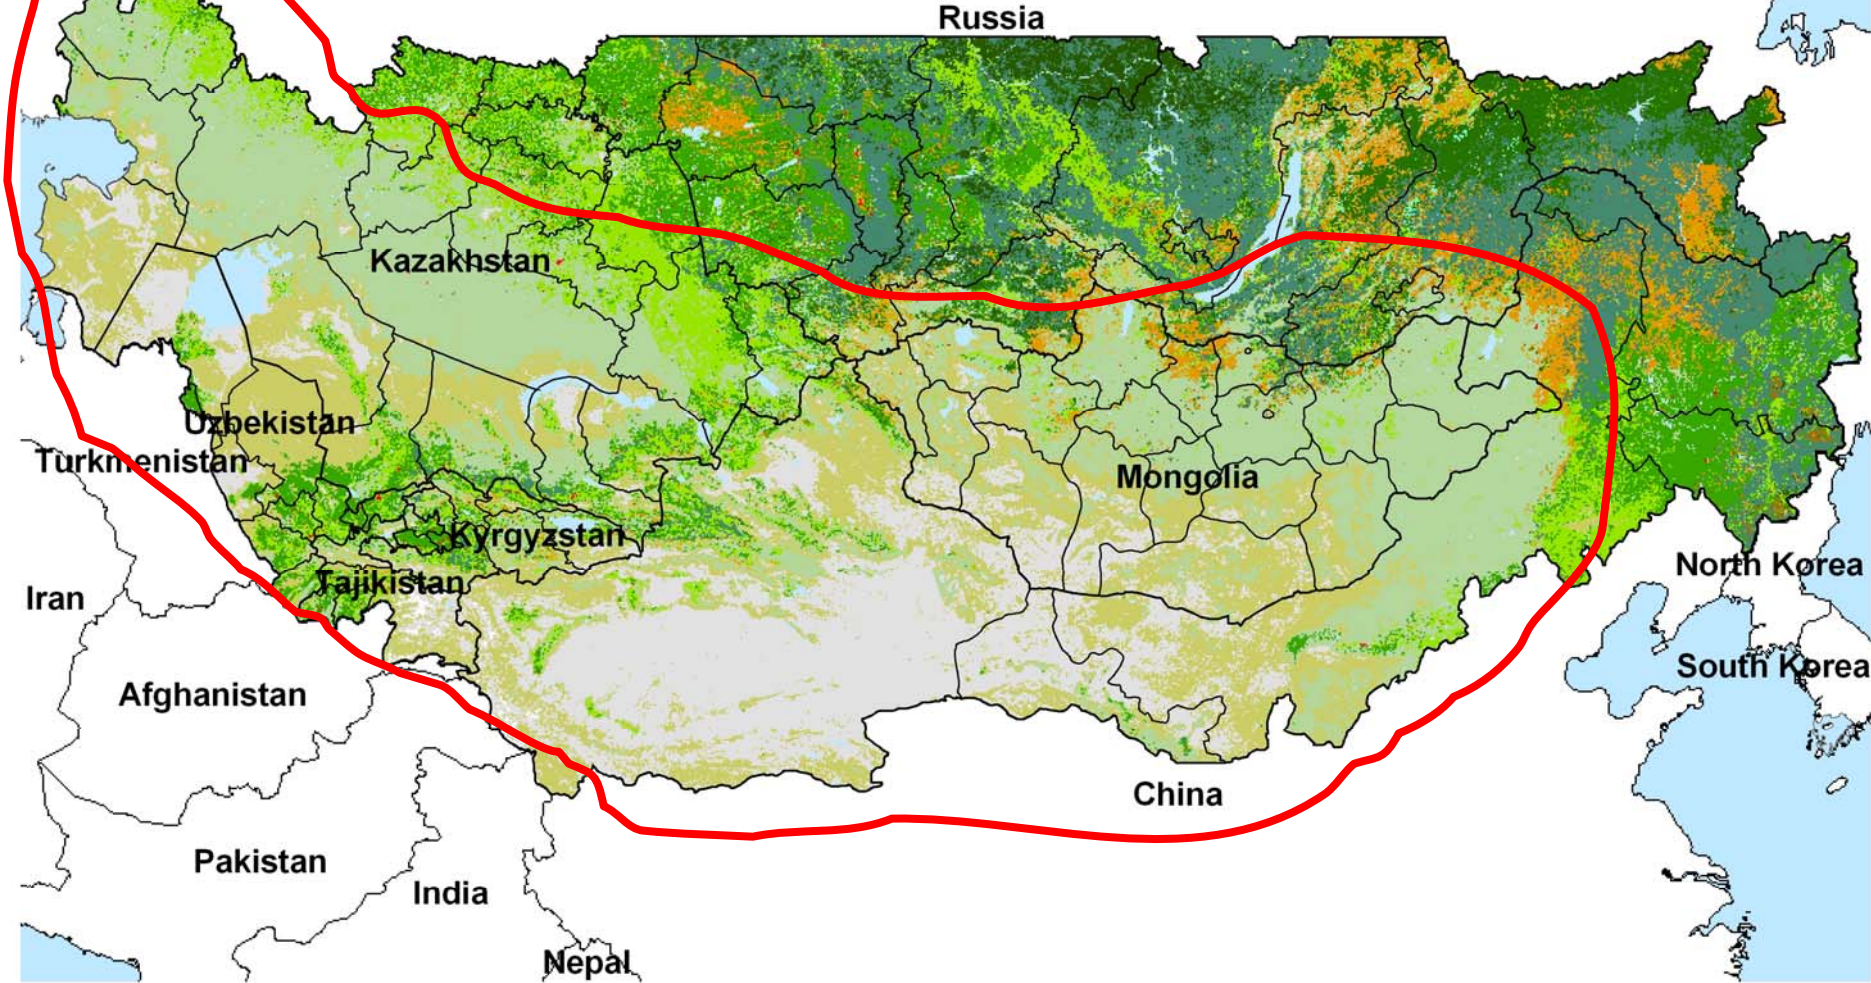 Russia
Kazakhstan
Uzbekistan
Turkmenistan
Mongolia
Kyrgyzstan
Tajikistan
North Korea
Iran
South Korea
Afghanistan
China
Pakistan
India
Nepal